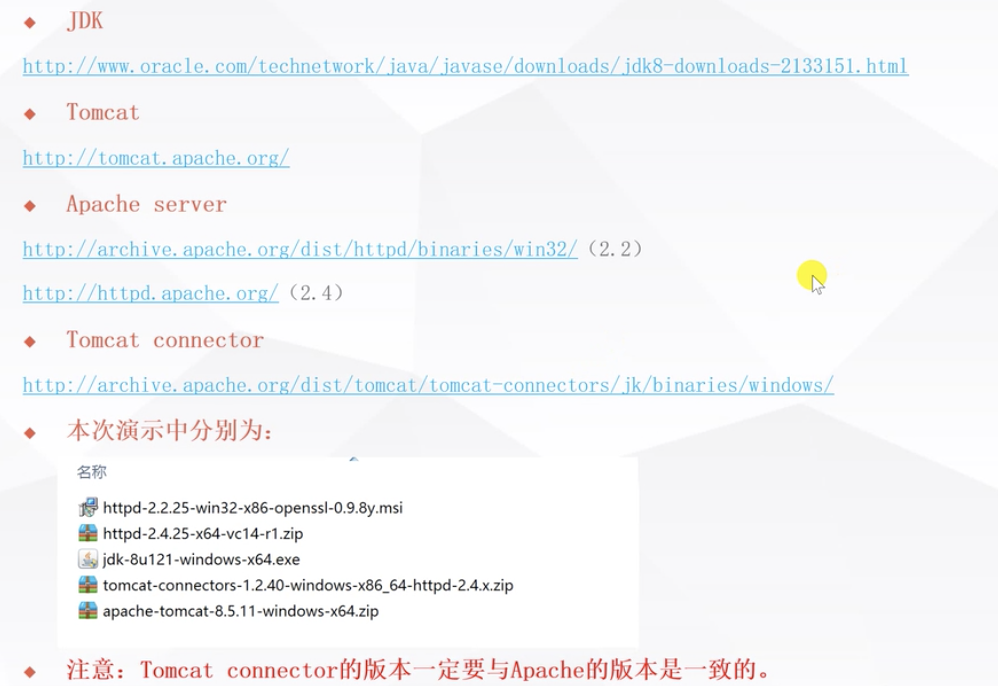 JDK
http://www.oracle.com/technetwork/java/javase/downloads/jdk8-downloads-2133151.html
Tomcat
http://tomcat.apache.org/
Apache server
http://archive.apache.org/dist/httpd/binaries/win32/（2.2）
http://httpd.apache.org/（2.4）
Tomcat connector
http://archive.apache.org/dist/tomcat/tomcat-connectors/jk/binaries/windows/
本次演示中分别为：
名称
httpd-2.2.25-win32-x86-openssl-0.9.8y.msi
httpd-2.4.25-x64-vc14-r1.zip
jdk-8u121-windows-x64.exe
tomcat-connectors-1.2.40-windows-x86_64-httpd-2.4.x.zip
apache-tomcat-8.5.11-windows-x64.zip
注意：Tomcat connector的版本一定要与Apache的版本是一致的。